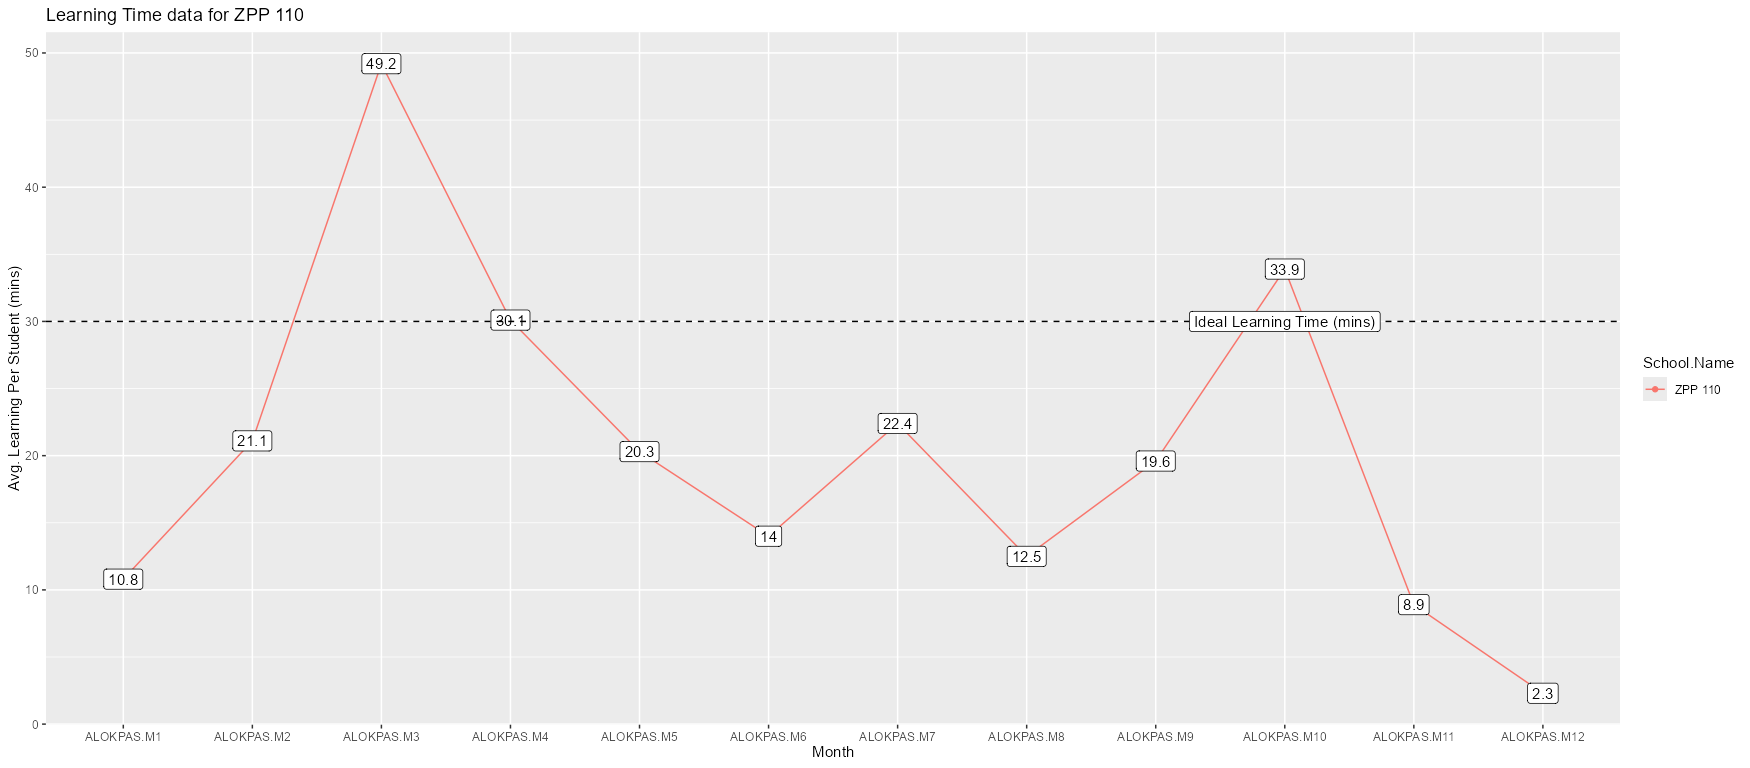 Learning Time data for ZPP 110
Avg. Learning Per Student (mins)
50
40
30
20
10
0
10.8
21.1
49.2
30.1
20.3
14
22.4
12.5
19.6
33.9
8.9
2.3
Ideal Learning Time (mins)
ALOKPAS.M1 ALOKPAS.M2 ALOKPAS.M3 ALOKPAS.M4 ALOKPAS.M5 ALOKPAS.M6 ALOKPAS.M7 ALOKPAS.M8 ALOKPAS.M9 ALOKPAS.M10 ALOKPAS.M11 ALOKPAS.M12
Month
School.Name
ZPP 110